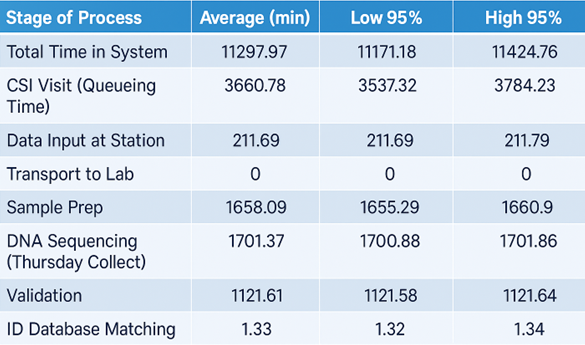 Stage of Process Average (min) Low 95% High 95%
Total Time in System 11297.97 11171.18 11424.76
CSI Visit (Queueing 3660.78 3537.32 3784.23
Time)
Data Input at Station 211.69 211.69 211.79
Transport to Lab 0 0 0
Sample Prep 1658.09 1655.29 1660.9
DNA Sequencing 1701.37 1700.88 1701.86
(Thursday Collect)
Validation 1121.61 1121.58 1121.64
ID Database Matching 1.33 1.32 1.34